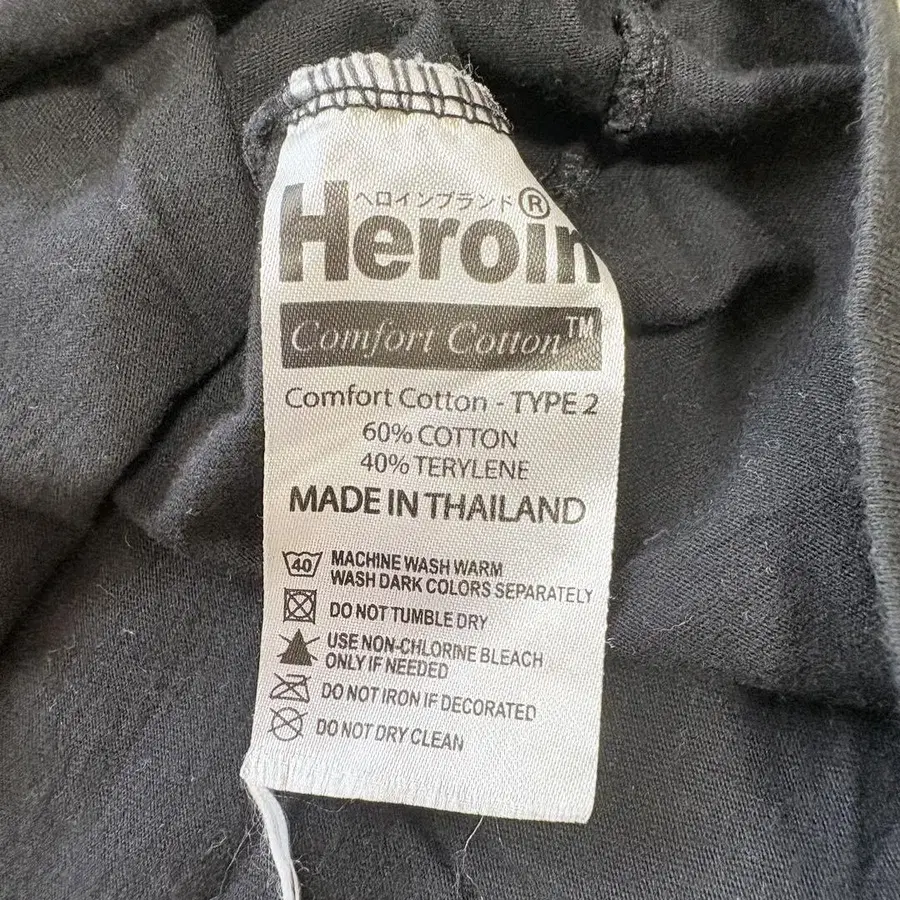 ヘロインブランド ®
Heroin
Comfort Cotton™
Comfort Cotton - TYPE 2
60% COTTON
40% TERYLENE
MADE IN THAILAND
40 MACHINE WASH WARM
WASH DARK COLORS SEPARATELY
DO NOT TUMBLE DRY
USE NON-CHLORINE BLEACH
ONLY IF NEEDED
DO NOT IRON IF DECORATED
DO NOT DRY CLEAN